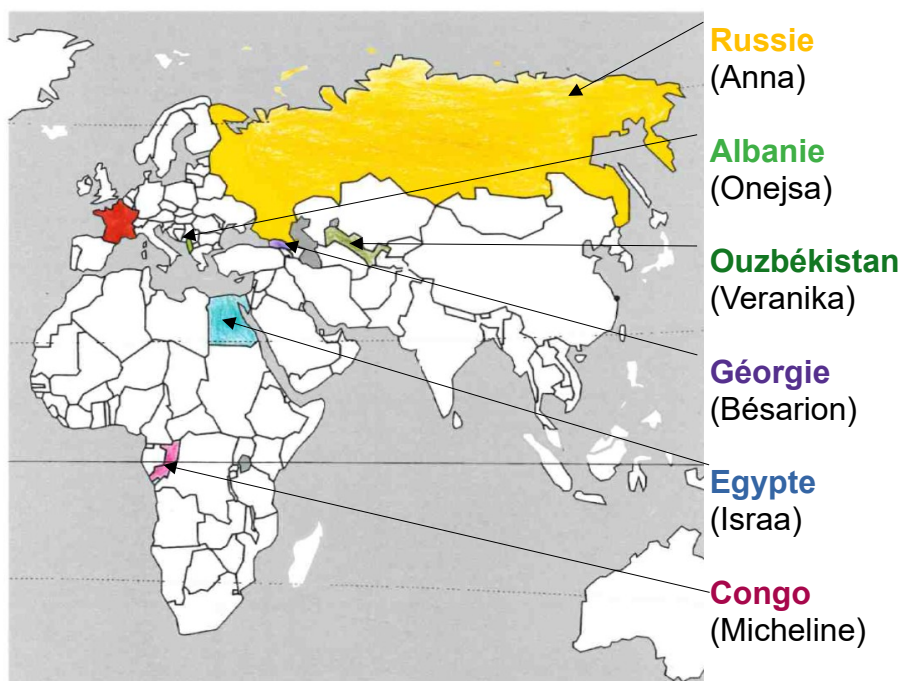 Russie
(Anna)
Albanie
(Onejsa)
Ouzbékistan
(Veranika)
Géorgie
(Bésarion)
Egypte
(Israa)
Congo
(Micheline)